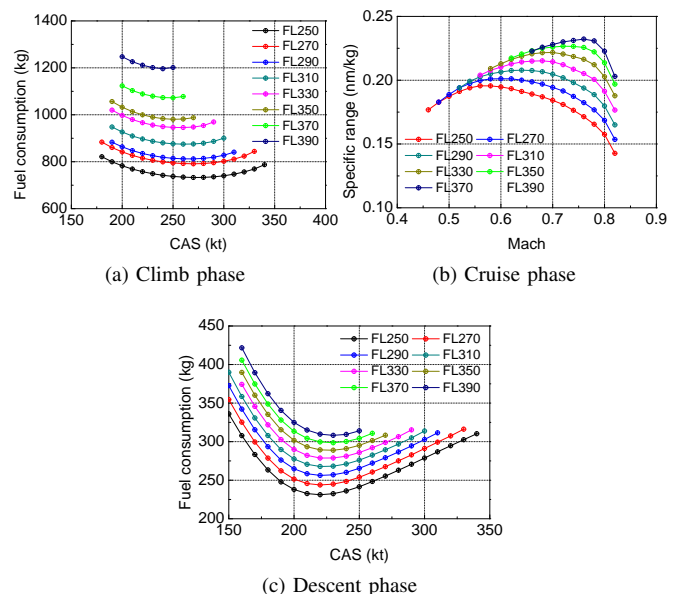 Fuel consumption (kg)
1400
1200
1000
800
600
150 200 250 300 350 400
CAS (kt)
FL250
FL270
FL290
FL310
FL330
FL350
FL370
FL390
(a) Climb phase
Specific range (nm/kg)
0.25
0.20
0.15
0.10
0.4 0.5 0.6 0.7 0.8 0.9
Mach
FL250 FL270
FL290 FL310
FL330 FL350
FL370 FL390
(b) Cruise phase
Fuel consumption (kg)
450
400
350
300
250
200
150 200 250 300 350
CAS (kt)
FL250 FL270
FL290 FL310
FL330 FL350
FL370 FL390
(c) Descent phase